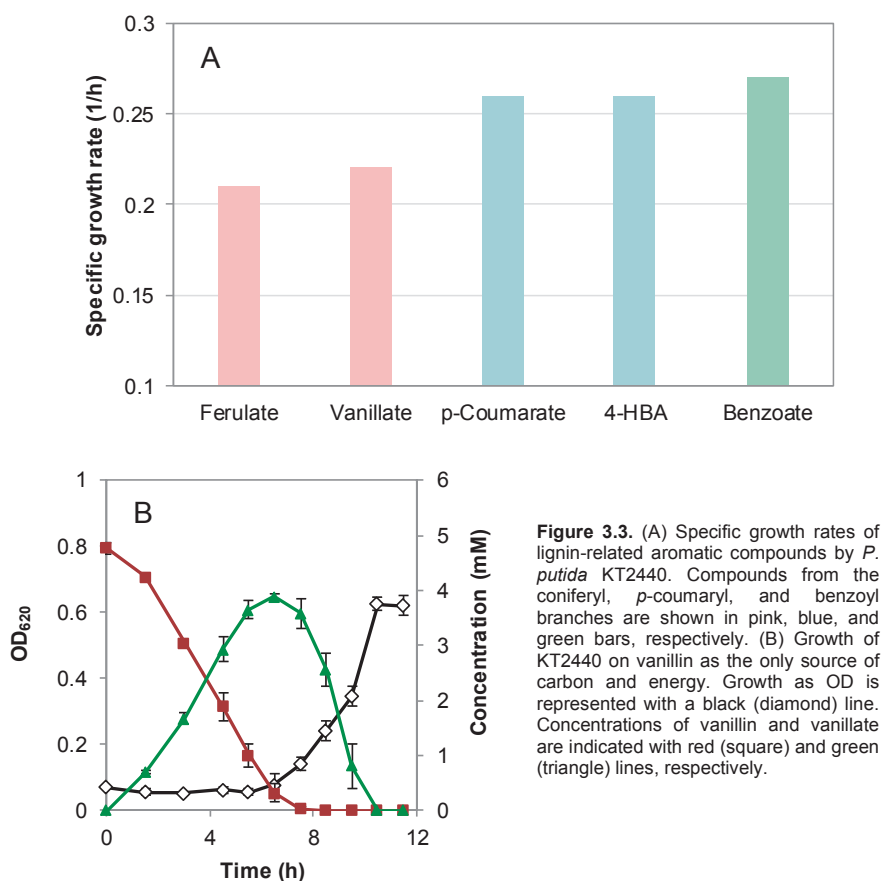 A
Specific growth rate (1/h)
0.3
0.25
0.2
0.15
0.1
Ferulate Vanillate p-Coumarate 4-HBA Benzoate
B
OD620
1
0.8
0.6
0.4
0.2
0
Concentration (mM)
6
5
4
3
2
1
0
0 4 8 12
Time (h)
Figure 3.3. (A) Specific growth rates of
lignin-related aromatic compounds by P.
putida KT2440. Compounds from the
coniferyl, p-coumaryl, and benzoyl
branches are shown in pink, blue, and
green bars, respectively. (B) Growth of
KT2440 on vanillin as the only source of
carbon and energy. Growth as OD is
represented with a black (diamond) line.
Concentrations of vanillin and vanillate
are indicated with red (square) and green
(triangle) lines, respectively.